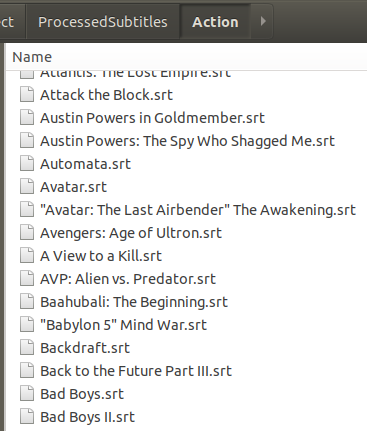 ct ProcessedSubtitles Action
Name
Atlantis: The Lost Empire.srt
Attack the Block.srt
Austin Powers in Goldmember.srt
Austin Powers: The Spy Who Shagged Me.srt
Automata.srt
Avatar.srt
"Avatar: The Last Airbender" The Awakening.srt
Avengers: Age of Ultron.srt
A View to a Kill.srt
AVP: Alien vs. Predator.srt
Baahubali: The Beginning.srt
"Babylon 5" Mind War.srt
Backdraft.srt
Back to the Future Part III.srt
Bad Boys.srt
Bad Boys II.srt